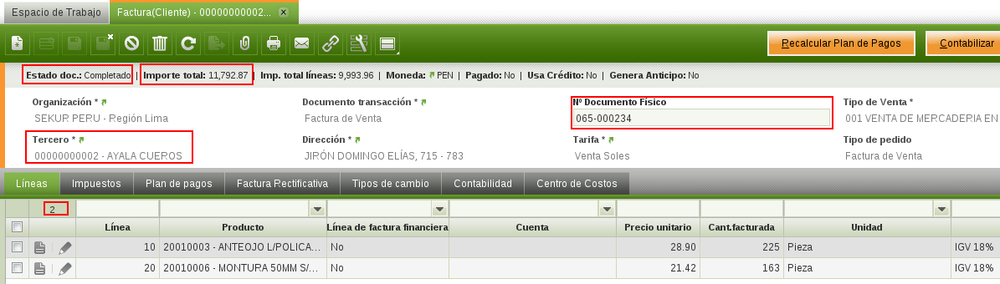 Espacio de Trabajo Factura(Cliente) - 00000000002...
Recalcular Plan de Pagos Contabilizar
Estado doc.: Completado | Importe total: 11,792.87 | Imp. total líneas: 9,993.96 | Moneda: PEN | Pagado: No | Usa Crédito: No | Genera Anticipo: No
Organización * Documento transacción * Nº Documento Físico Tipo de Venta *
SEKUR PERU - Región Lima Factura de Venta 065-000234 001 VENTA DE MERCADERIA EN
Tercero * Dirección * Tarifa * Tipo de pedido
00000000002 - AYALA CUEROS JIRÓN DOMINGO ELÍAS, 715 - 783 Venta Soles Factura de Venta
Líneas Impuestos Plan de pagos Factura Rectificativa Tipos de cambio Contabilidad Centro de Costos
2
Línea Producto Línea de factura financiera Cuenta Precio unitario Cant.facturada Unidad
10 20010003 - ANTEOJO L/POLICA... No 28.90 225 Pieza IGV 18%
20 20010006 - MONTURA 50MM S/... No 21.42 163 Pieza IGV 18%